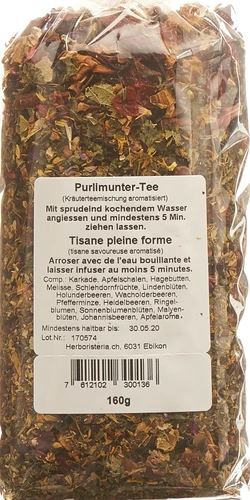 Purlimunter-Tee
(Kräuterteemischung aromatisiert)
Mit sprudelnd kochendem Wasser
angiessen und mindestens 5 Min.
ziehen lassen.
Tisane pleine forme
(tisane savoureuse aromatisé)
Arroser avec de l'eau bouillante et
laisser infuser au moins 5 minutes.
Comp.: Karkade, Apfelschalen, Hagebutten,
Melisse, Schlehdornfrüchte, Lindenblüten,
Holunderbeeren, Wacholderbeeren,
Pfefferminze, Heidelbeeren, Ringel-
blumen, Sonnenblumenblüten, Malven-
blüten, Johannisbeeren, Apfelaroma
Mindestens haltbar bis: 30.05.20
Lot.Nr.: 170574
Herboristeria.ch, 6031 Ebikon
7 612102 300136
160g